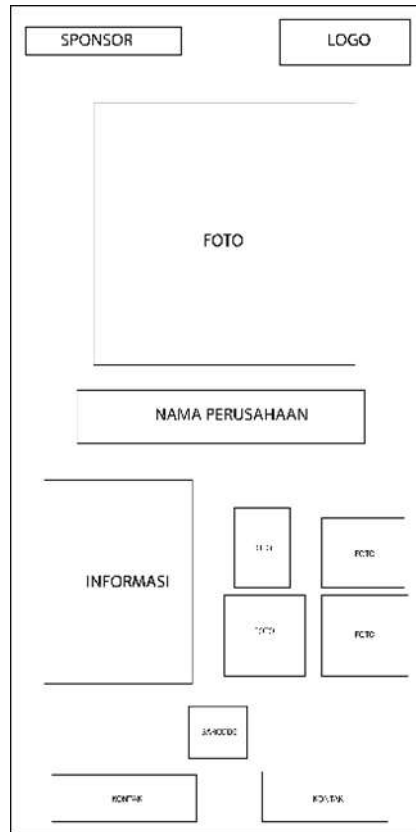 SPONSOR
LOGO
FOTO
NAMA PERUSAHAAN
INFORMASI
FOTO
FOTO
FOTO
KONTAK
KONTAK